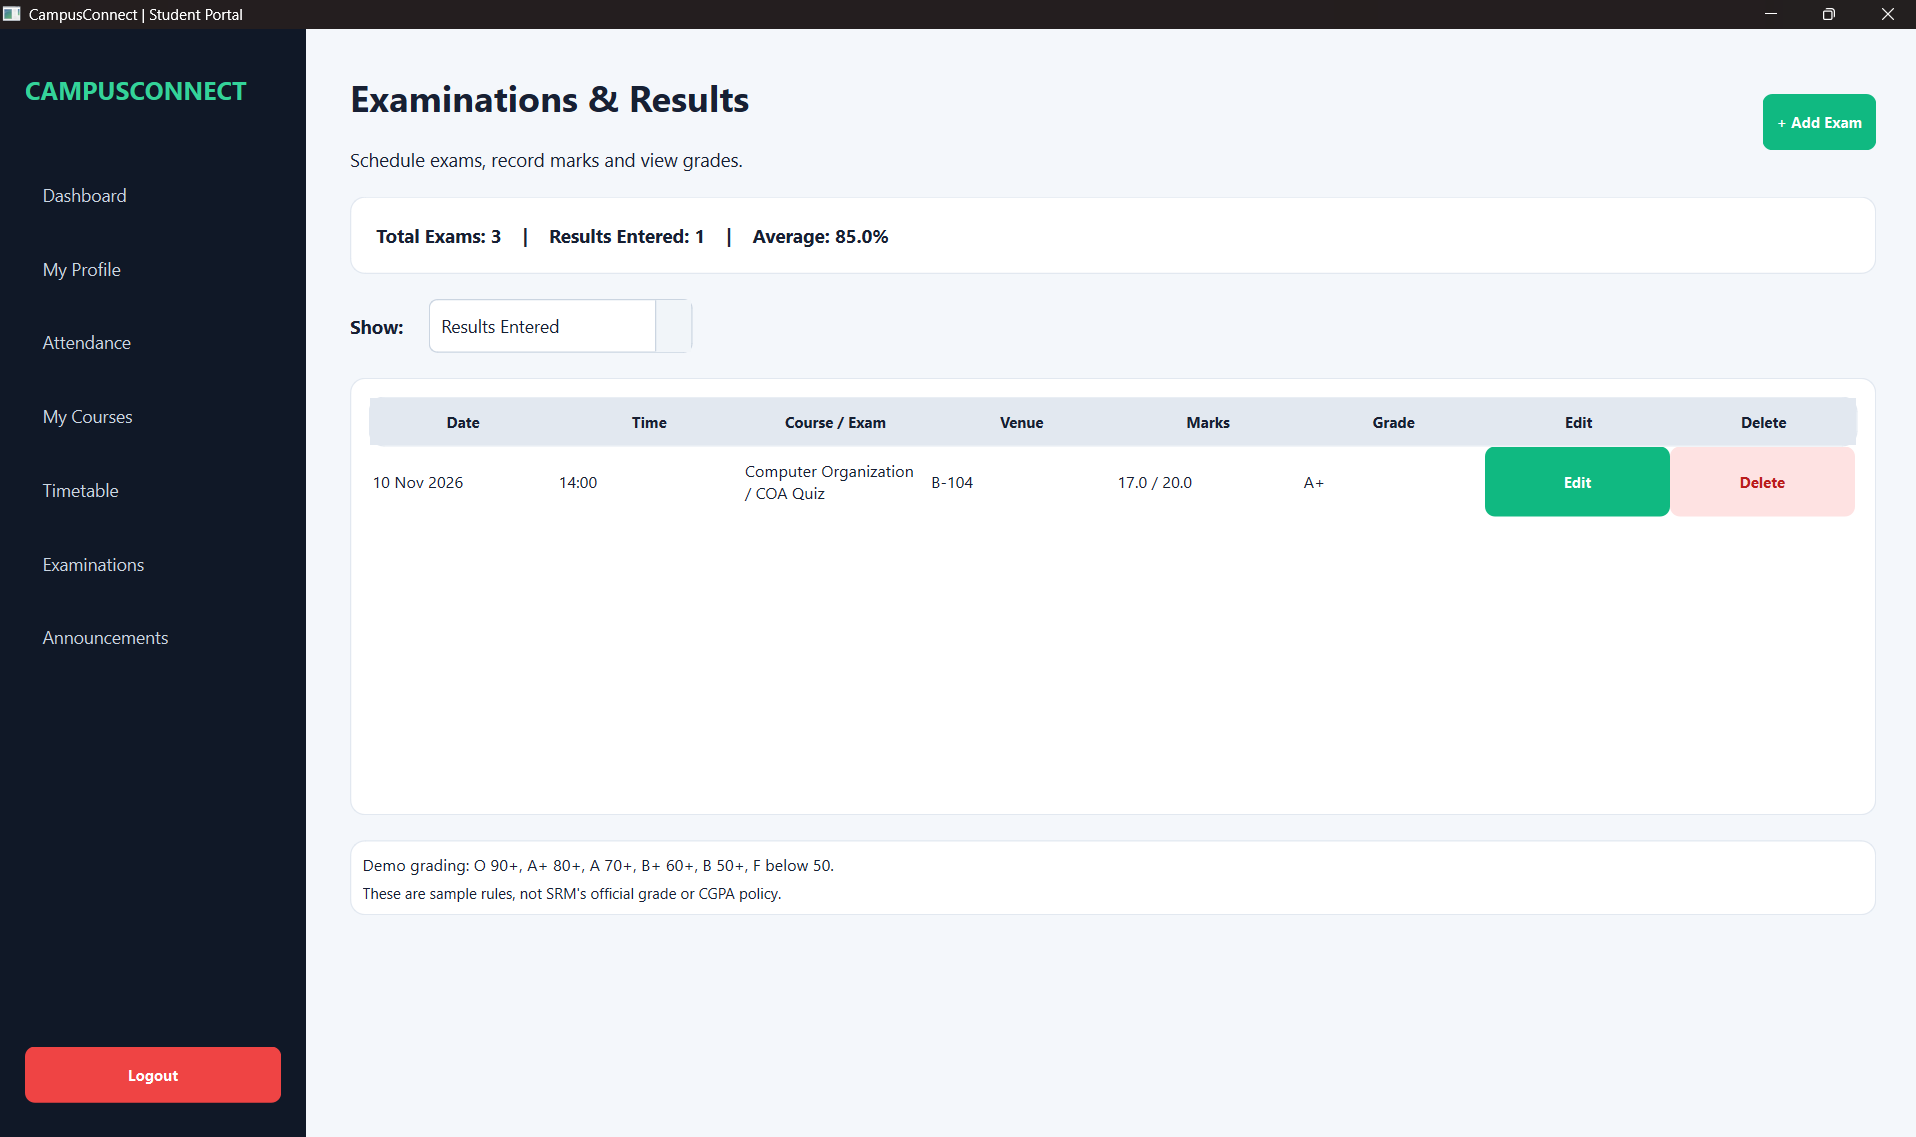 CampusConnect | Student Portal
CAMPUSCONNECT
Dashboard
My Profile
Attendance
My Courses
Timetable
Examinations
Announcements
Logout
Examinations & Results
+ Add Exam
Schedule exams, record marks and view grades.
Total Exams: 3 | Results Entered: 1 | Average: 85.0%
Show: Results Entered
Date Time Course / Exam Venue Marks Grade Edit Delete
10 Nov 2026 14:00 Computer Organization / COA Quiz B-104 17.0 / 20.0 A+ Edit Delete
Demo grading: O 90+, A+ 80+, A 70+, B+ 60+, B 50+, F below 50.
These are sample rules, not SRM's official grade or CGPA policy.